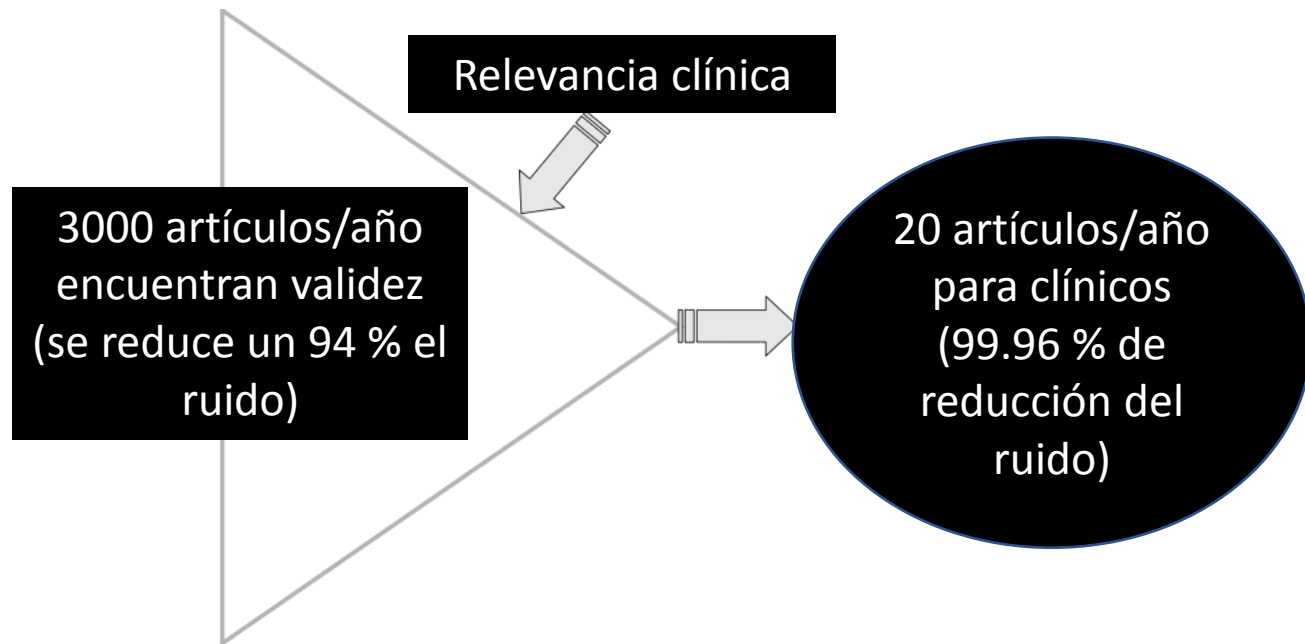 Relevancia clínica
3000 artículos/año
encuentran validez
(se reduce un 94 % el
ruido)
20 artículos/año
para clínicos
(99.96 % de
reducción del
ruido)